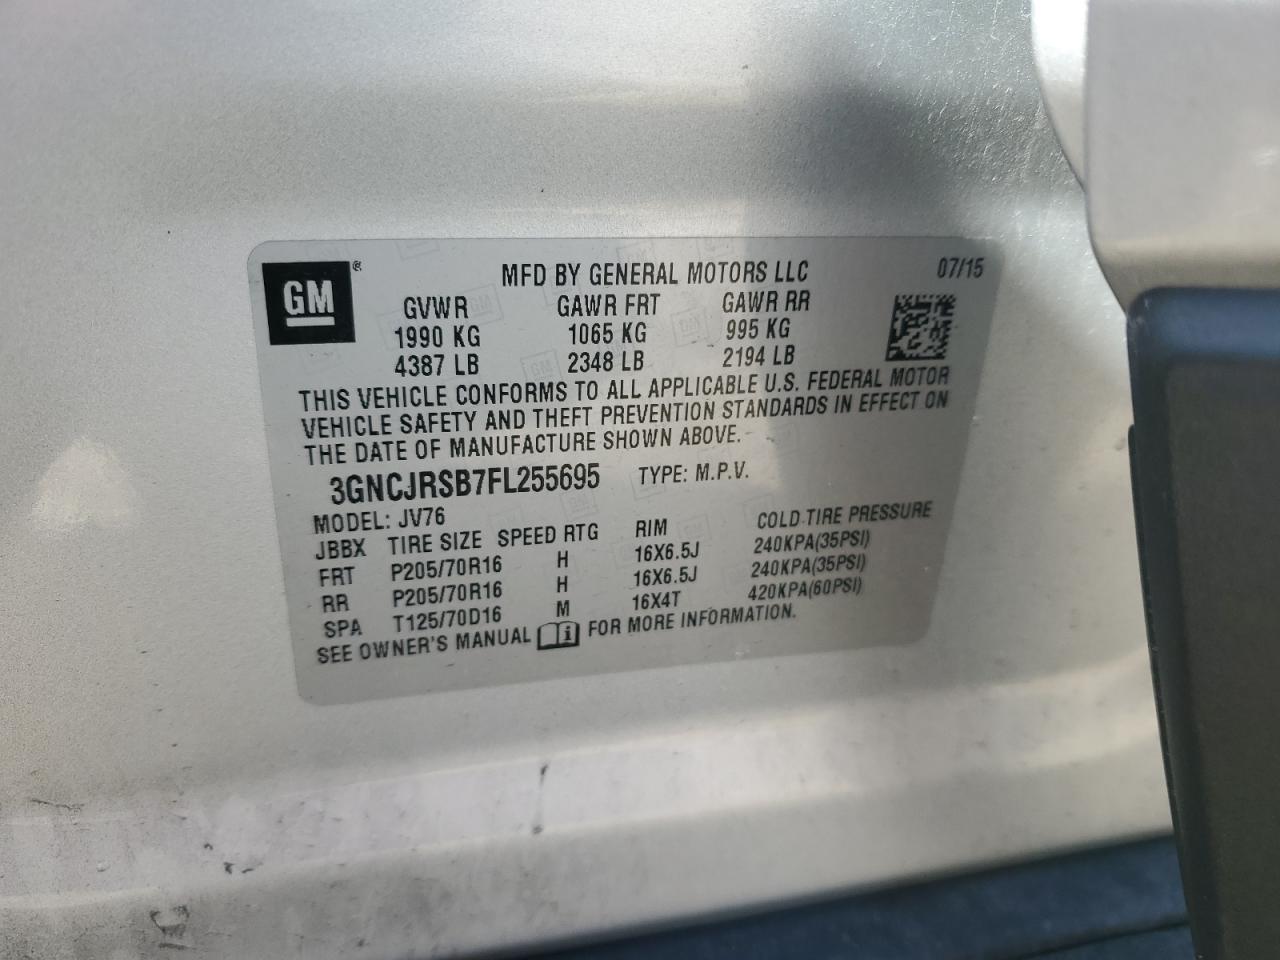 GM ®
MFD BY GENERAL MOTORS LLC 07/15
GVWR GAWR FRT GAWR RR
1990 KG 1065 KG 995 KG
4387 LB 2348 LB 2194 LB
THIS VEHICLE CONFORMS TO ALL APPLICABLE U.S. FEDERAL MOTOR
VEHICLE SAFETY AND THEFT PREVENTION STANDARDS IN EFFECT ON
THE DATE OF MANUFACTURE SHOWN ABOVE.
3GNCJRSB7FL255695 TYPE: M.P.V.
MODEL: JV76
JBBX TIRE SIZE SPEED RTG RIM COLD TIRE PRESSURE
FRT P205/70R16 H 16X6.5J 240KPA(35PSI)
RR P205/70R16 H 16X6.5J 240KPA(35PSI)
SPA T125/70D16 M 16X4T 420KPA(60PSI)
SEE OWNER'S MANUAL i FOR MORE INFORMATION.